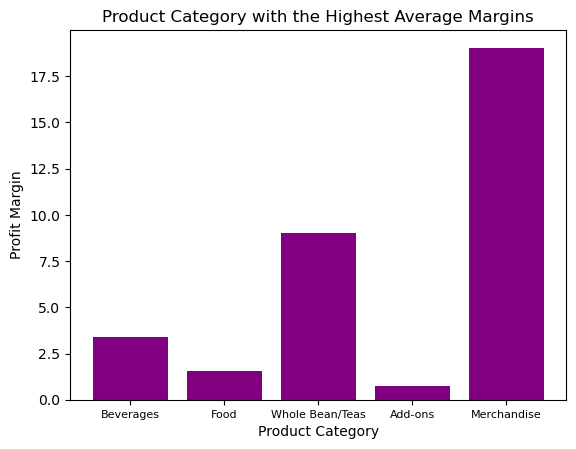 Product Category with the Highest Average Margins
Profit Margin
17.5
15.0
12.5
10.0
7.5
5.0
2.5
0.0
Beverages
Food
Whole Bean/Teas
Add-ons
Merchandise
Product Category